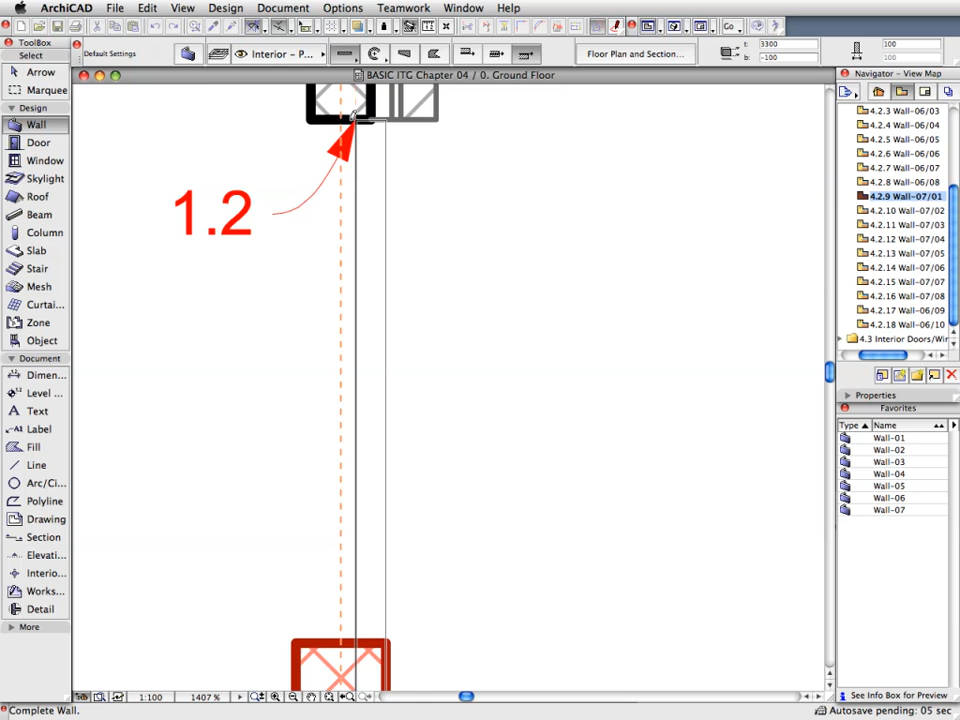 ArchiCAD File Edit View Design Document Options Teamwork Window Help
ToolBox
Select
Arrow
Marquee
Design
Wall
Door
Window
Skylight
Roof
Beam
Column
Slab
Stair
Mesh
Curtai...
Zone
Object
Document
Dimen...
Level ...
Text
Label
Fill
Line
Arc/Ci...
Polyline
Drawing
Section
Elevati...
Interio...
Works...
Detail
More
Go...
Default Settings
Interior - P...
Floor Plan and Section...
t: 3300
b: -100
100
100
BASIC ITG Chapter 04 / 0. Ground Floor
1.2
Navigator - View Map
4.2.3 Wall-06/03
4.2.4 Wall-06/04
4.2.5 Wall-06/05
4.2.6 Wall-06/06
4.2.7 Wall-06/07
4.2.8 Wall-06/08
4.2.9 Wall-07/01
4.2.10 Wall-07/02
4.2.11 Wall-07/03
4.2.12 Wall-07/04
4.2.13 Wall-07/05
4.2.14 Wall-07/06
4.2.15 Wall-07/07
4.2.16 Wall-07/08
4.2.17 Wall-06/09
4.2.18 Wall-06/10
4.3 Interior Doors/Wir
Properties
Favorites
Type Name
Wall-01
Wall-02
Wall-03
Wall-04
Wall-05
Wall-06
Wall-07
1:100 1407 %
See Info Box for Preview
Complete Wall.
Autosave pending: 05 sec